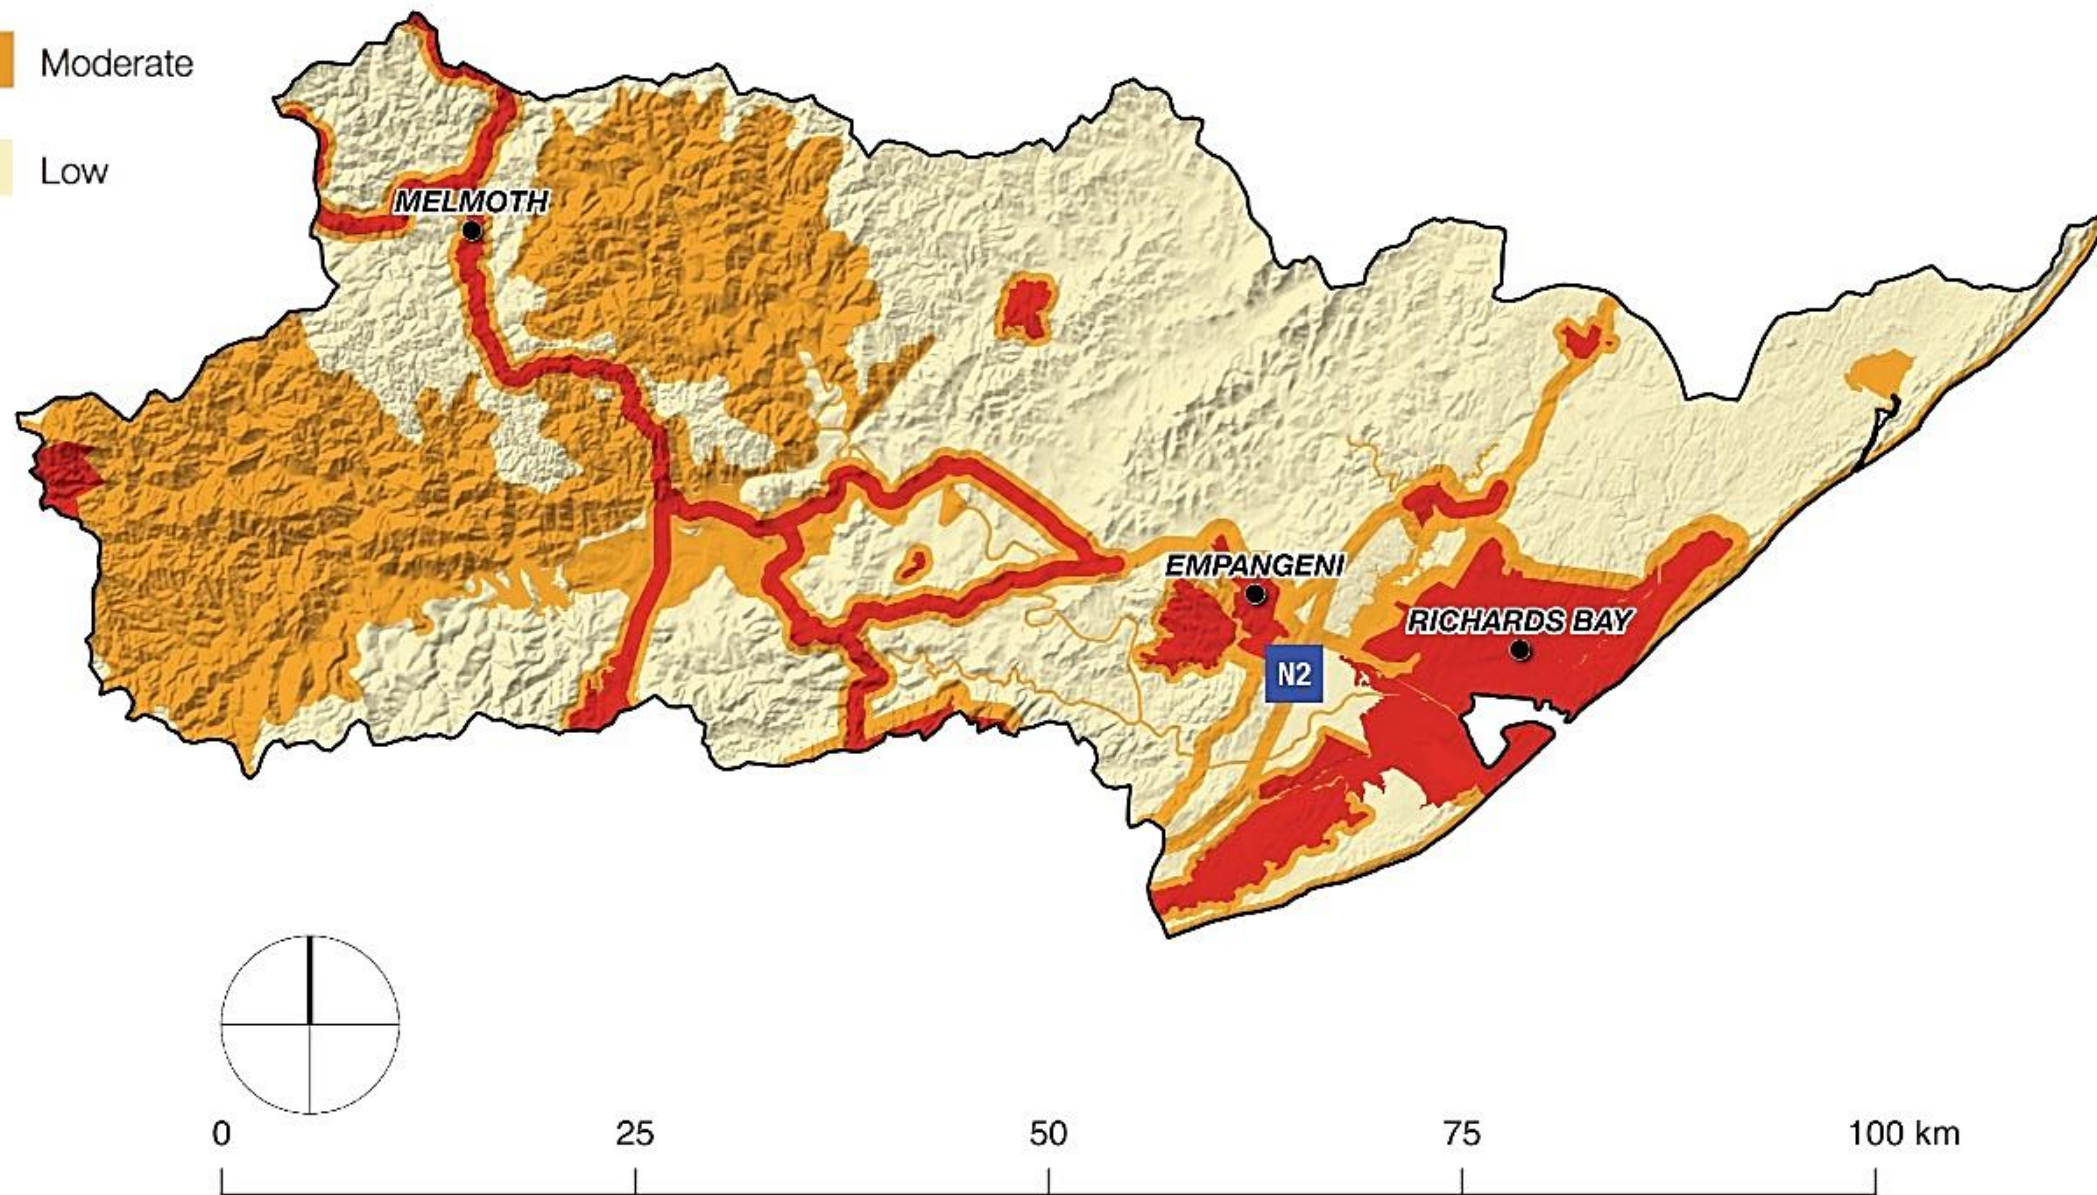 Moderate
Low
MELMOTH
EMPANGENI
RICHARDS BAY
N2
0 25 50 75 100 km